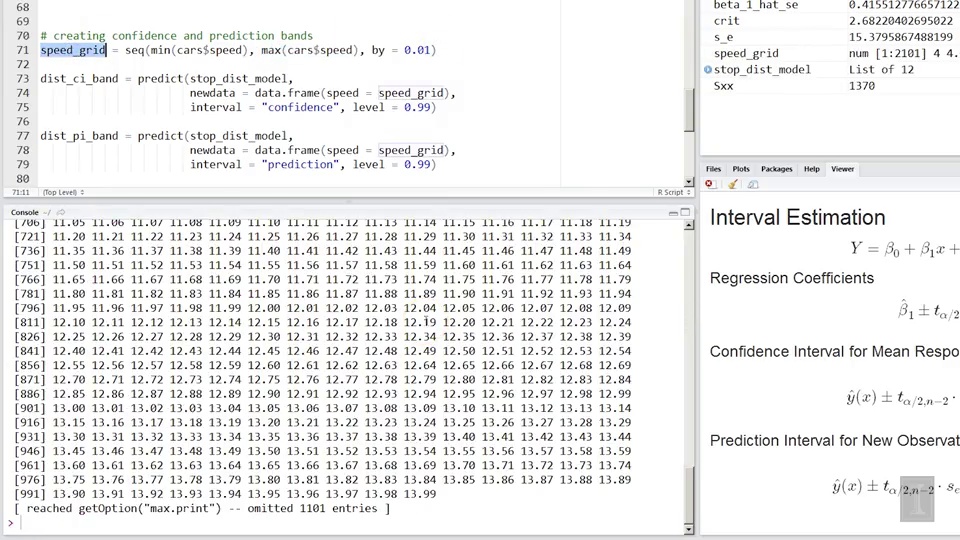 68
69
70 # creating confidence and prediction bands
71 speed_grid = seq(min(cars$speed), max(cars$speed), by = 0.01)
72
73 dist_ci_band = predict(stop_dist_model,
74 newdata = data.frame(speed = speed_grid),
75 interval = "confidence", level = 0.99)
76
77 dist_pi_band = predict(stop_dist_model,
78 newdata = data.frame(speed = speed_grid),
79 interval = "prediction", level = 0.99)
80
71:11 (Top Level) R Script
Console ~/
[706] 11.05 11.06 11.07 11.08 11.09 11.10 11.11 11.12 11.13 11.14 11.15 11.16 11.17 11.18 11.19
[721] 11.20 11.21 11.22 11.23 11.24 11.25 11.26 11.27 11.28 11.29 11.30 11.31 11.32 11.33 11.34
[736] 11.35 11.36 11.37 11.38 11.39 11.40 11.41 11.42 11.43 11.44 11.45 11.46 11.47 11.48 11.49
[751] 11.50 11.51 11.52 11.53 11.54 11.55 11.56 11.57 11.58 11.59 11.60 11.61 11.62 11.63 11.64
[766] 11.65 11.66 11.67 11.68 11.69 11.70 11.71 11.72 11.73 11.74 11.75 11.76 11.77 11.78 11.79
[781] 11.80 11.81 11.82 11.83 11.84 11.85 11.86 11.87 11.88 11.89 11.90 11.91 11.92 11.93 11.94
[796] 11.95 11.96 11.97 11.98 11.99 12.00 12.01 12.02 12.03 12.04 12.05 12.06 12.07 12.08 12.09
[811] 12.10 12.11 12.12 12.13 12.14 12.15 12.16 12.17 12.18 12.19 12.20 12.21 12.22 12.23 12.24
[826] 12.25 12.26 12.27 12.28 12.29 12.30 12.31 12.32 12.33 12.34 12.35 12.36 12.37 12.38 12.39
[841] 12.40 12.41 12.42 12.43 12.44 12.45 12.46 12.47 12.48 12.49 12.50 12.51 12.52 12.53 12.54
[856] 12.55 12.56 12.57 12.58 12.59 12.60 12.61 12.62 12.63 12.64 12.65 12.66 12.67 12.68 12.69
[871] 12.70 12.71 12.72 12.73 12.74 12.75 12.76 12.77 12.78 12.79 12.80 12.81 12.82 12.83 12.84
[886] 12.85 12.86 12.87 12.88 12.89 12.90 12.91 12.92 12.93 12.94 12.95 12.96 12.97 12.98 12.99
[901] 13.00 13.01 13.02 13.03 13.04 13.05 13.06 13.07 13.08 13.09 13.10 13.11 13.12 13.13 13.14
[916] 13.15 13.16 13.17 13.18 13.19 13.20 13.21 13.22 13.23 13.24 13.25 13.26 13.27 13.28 13.29
[931] 13.30 13.31 13.32 13.33 13.34 13.35 13.36 13.37 13.38 13.39 13.40 13.41 13.42 13.43 13.44
[946] 13.45 13.46 13.47 13.48 13.49 13.50 13.51 13.52 13.53 13.54 13.55 13.56 13.57 13.58 13.59
[961] 13.60 13.61 13.62 13.63 13.64 13.65 13.66 13.67 13.68 13.69 13.70 13.71 13.72 13.73 13.74
[976] 13.75 13.76 13.77 13.78 13.79 13.80 13.81 13.82 13.83 13.84 13.85 13.86 13.87 13.88 13.89
[991] 13.90 13.91 13.92 13.93 13.94 13.95 13.96 13.97 13.98 13.99
[ reached getOption("max.print") -- omitted 1101 entries ]
>
beta_1_hat_se 0.415512776657122
crit 2.68220402695022
s_e 15.3795867488199
speed_grid num [1:2101] 4 4.
stop_dist_model List of 12
Sxx 1370
Files Plots Packages Help Viewer
Interval Estimation
Y = β0 + β1x +
Regression Coefficients
β̂1 ± tα/2,n
Confidence Interval for Mean Respo
ŷ(x) ± tα/2,n−2 ·
Prediction Interval for New Observat
ŷ(x) ± tα/2,n−2 · se
I